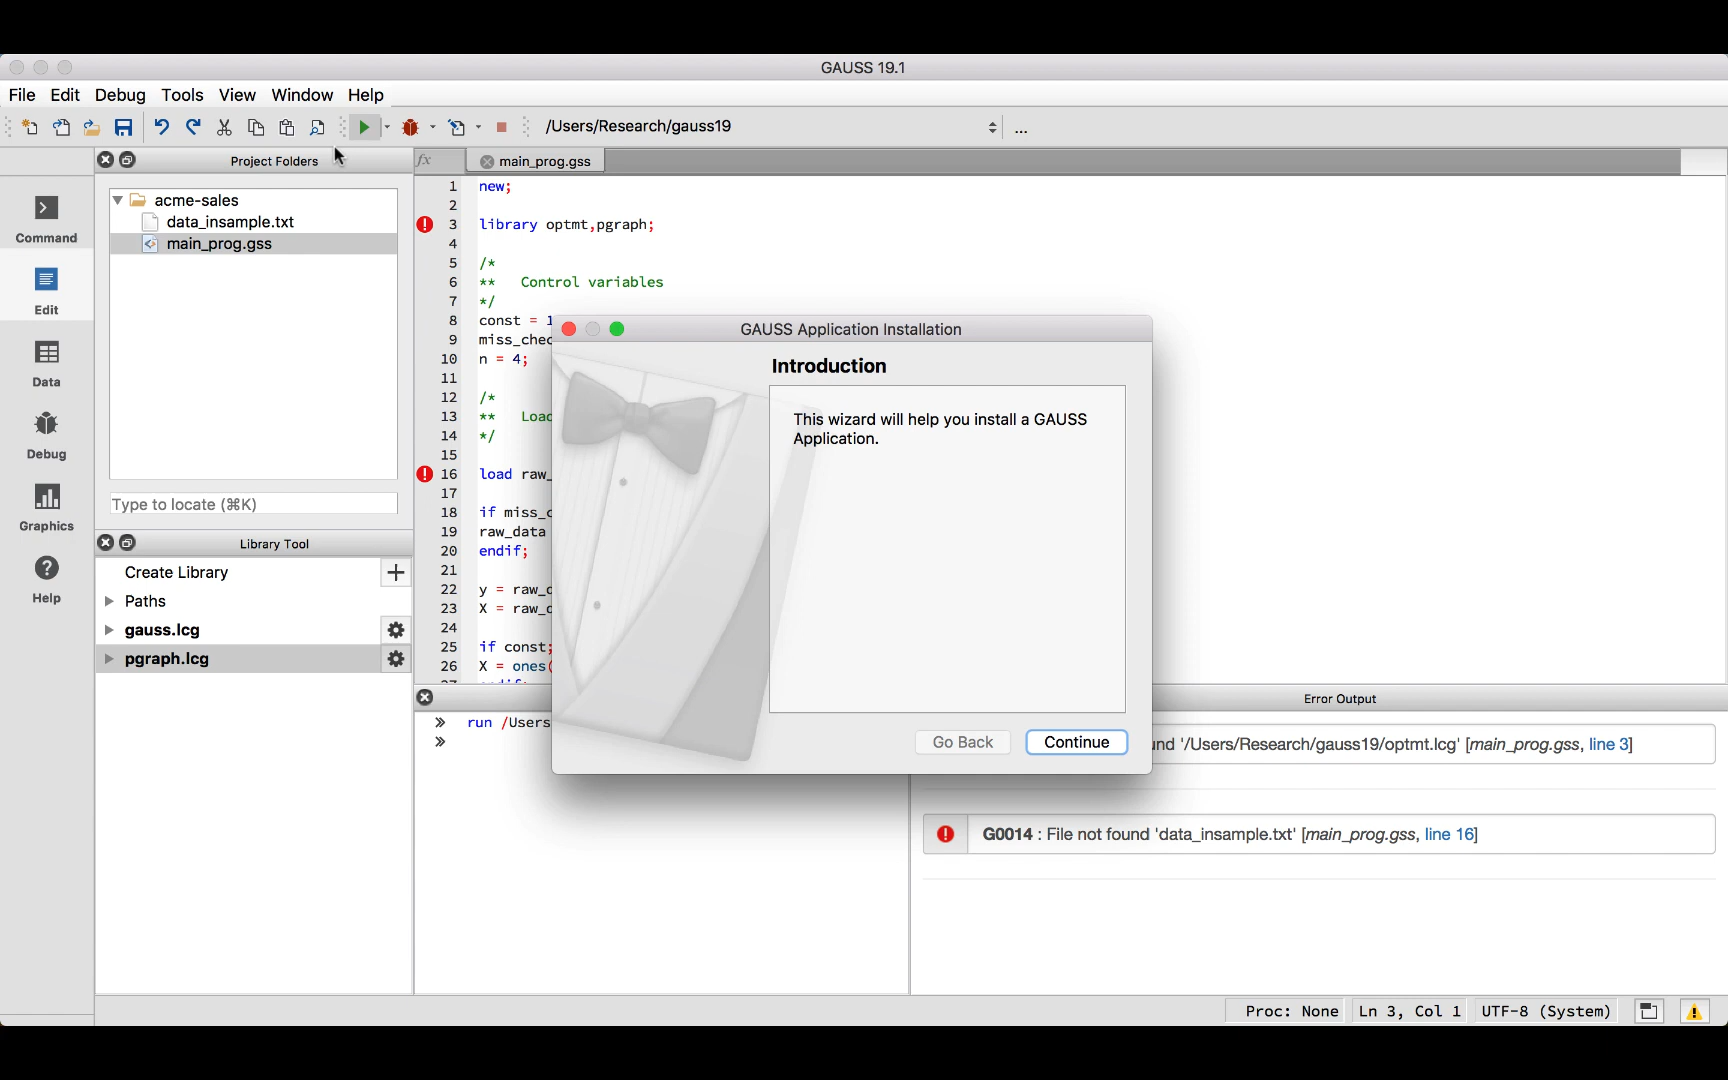 GAUSS 19.1
File Edit Debug Tools View Window Help
/Users/Research/gauss19 ...
Project Folders
fx
main_prog.gss
acme-sales
data_insample.txt
main_prog.gss
Type to locate (⌘K)
Command
Edit
Data
Debug
Graphics
Help
Library Tool
Create Library
Paths
gauss.lcg
pgraph.lcg
1 new;
2
3 library optmt,pgraph;
4
5 /*
6 ** Control variables
7 */
8 const = 1
9 miss_chec
10 n = 4;
11
12 /*
13 ** Load
14 */
15
16 load raw_
17
18 if miss_c
19 raw_data
20 endif;
21
22 y = raw_d
23 X = raw_d
24
25 if const;
26 X = ones(
27
GAUSS Application Installation
Introduction
This wizard will help you install a GAUSS
Application.
Go Back
Continue
» run /Users
»
Error Output
und '/Users/Research/gauss19/optmt.lcg' [main_prog.gss, line 3]
G0014 : File not found 'data_insample.txt' [main_prog.gss, line 16]
Proc: None Ln 3, Col 1 UTF-8 (System)